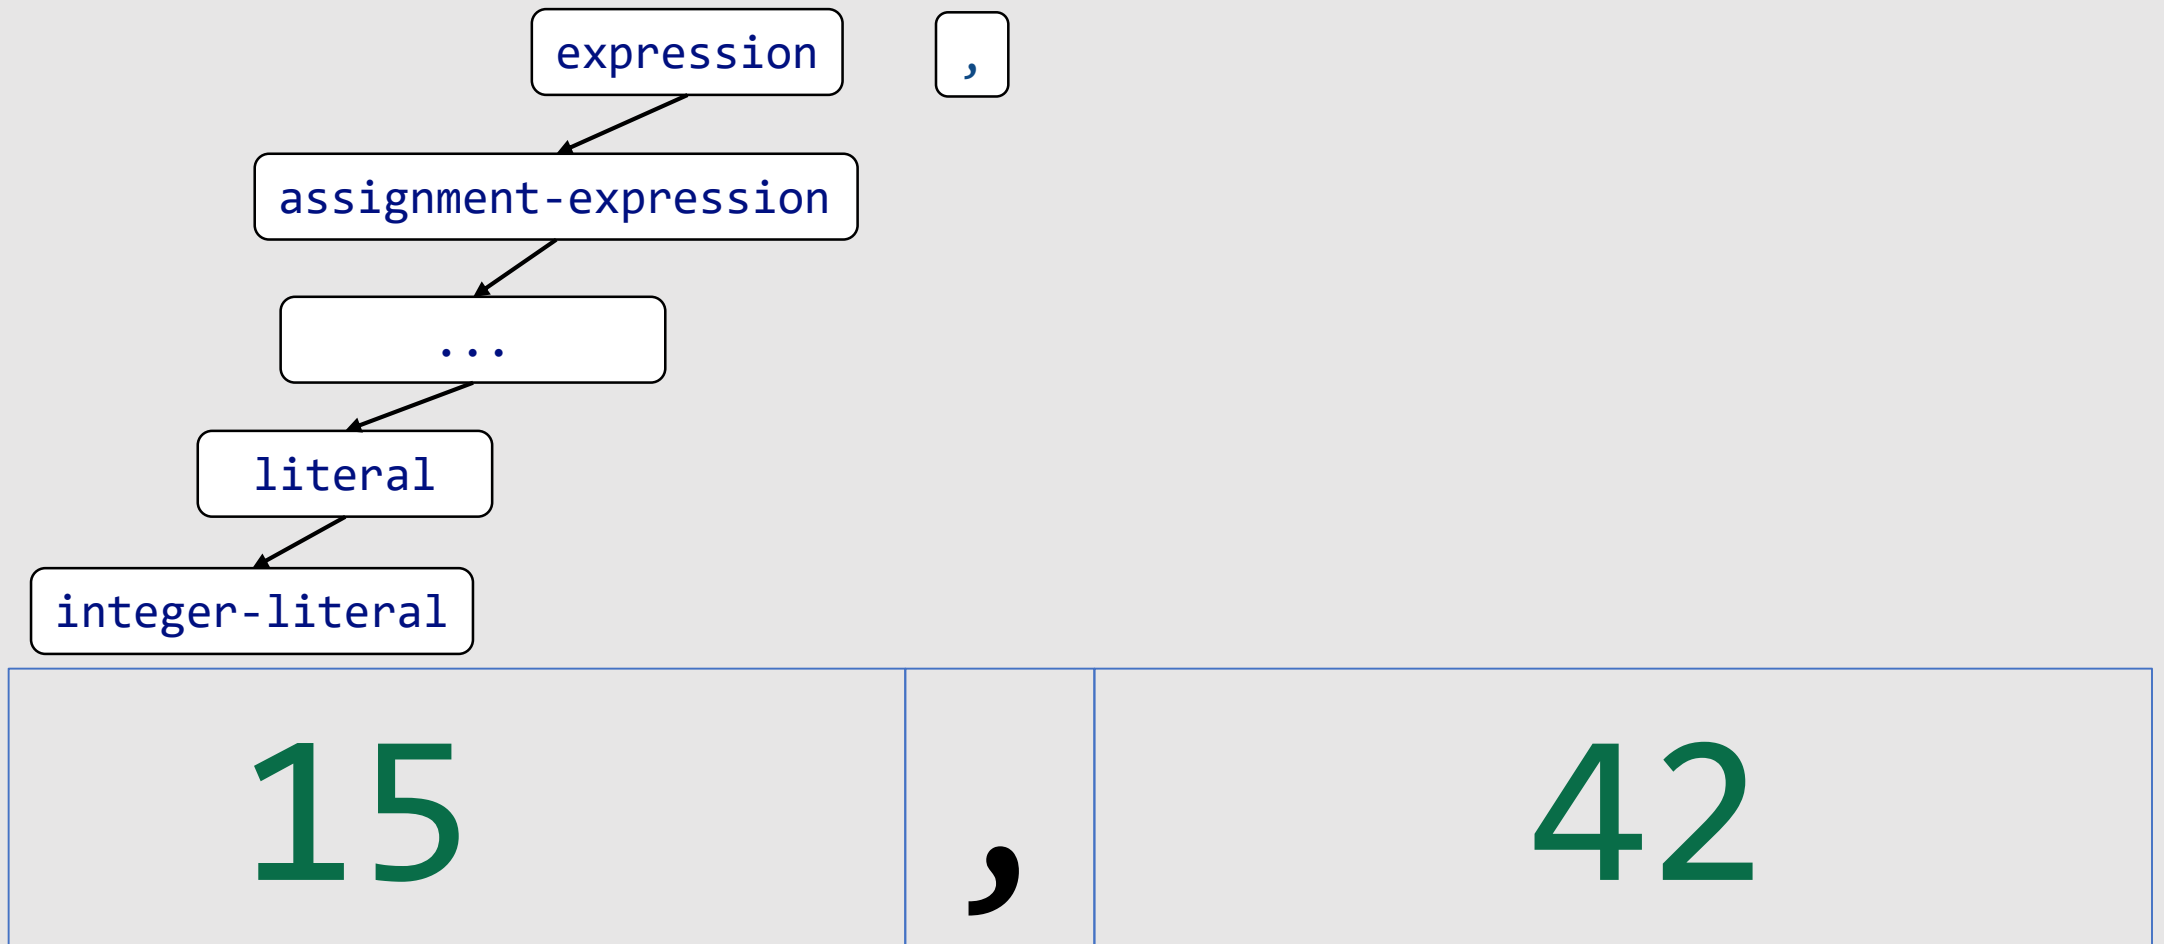 expression ,
assignment-expression
...
literal
integer-literal
15 , 42